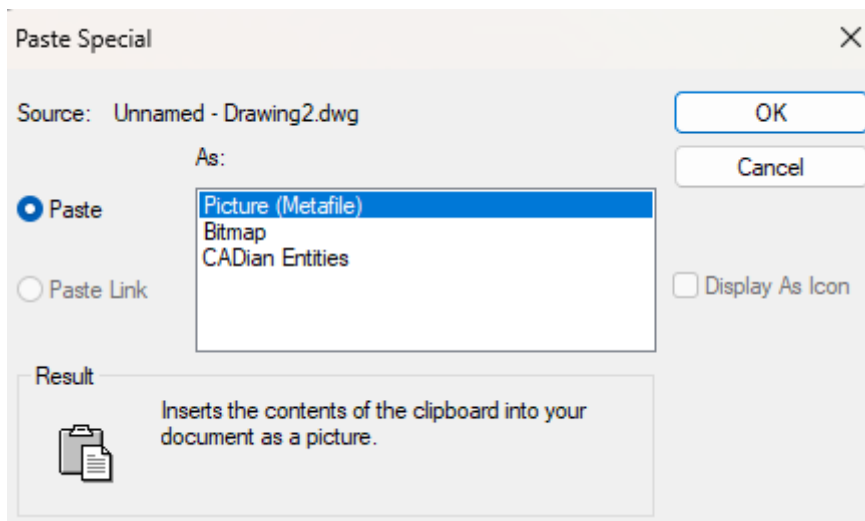 Paste Special
Source: Unnamed - Drawing2.dwg
OK
As:
Cancel
Paste
Picture (Metafile)
Bitmap
CADian Entities
Paste Link
Display As Icon
Result
Inserts the contents of the clipboard into your
document as a picture.